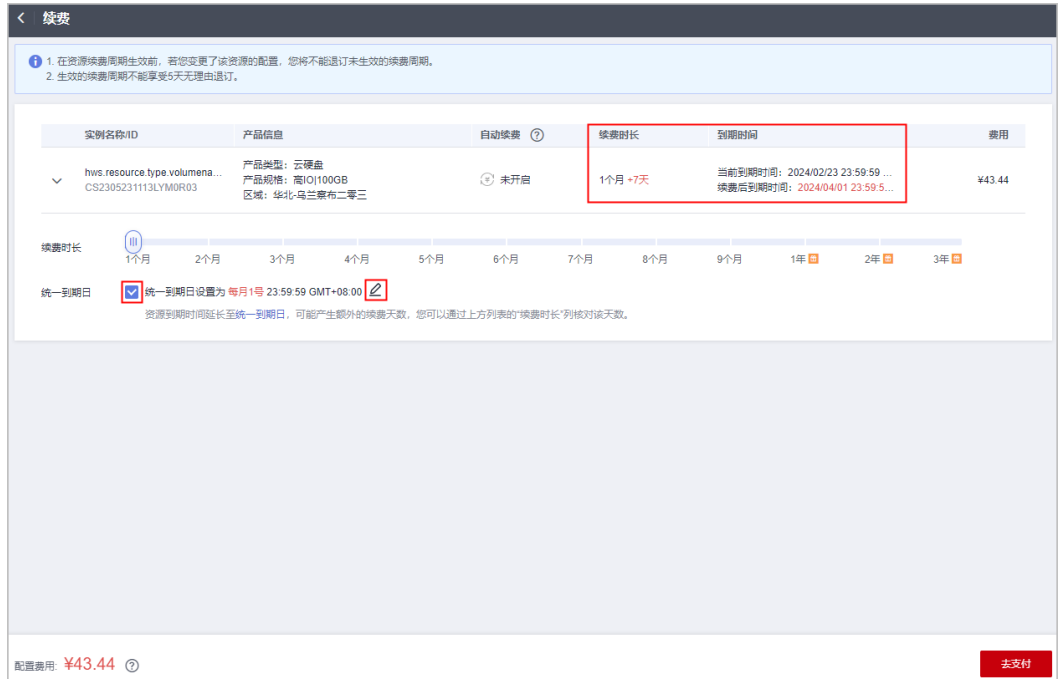 续费
1. 在资源续费周期生效前，若您变更了该资源的配置，您将不能退订未生效的续费周期。
2. 生效的续费周期不能享受5天无理由退订。
实例名称/ID 产品信息 自动续费 续费时长 到期时间 费用
hws.resource.type.volumena...
CS2305231113LYM0R03
产品类型：云硬盘
产品规格：高IO|100GB
区域：华北-乌兰察布二零三
未开启
1个月 +7天
当前到期时间：2024/02/23 23:59:59 ...
续费后到期时间：2024/04/01 23:59:5...
¥43.44
续费时长
1个月 2个月 3个月 4个月 5个月 6个月 7个月 8个月 9个月 1年 2年 3年
统一到期日 统一到期日设置为 每月1号 23:59:59 GMT+08:00
资源到期时间延长至统一到期日，可能产生额外的续费天数，您可以通过上方列表的“续费时长”列核对该天数。
配置费用: ¥43.44
去支付